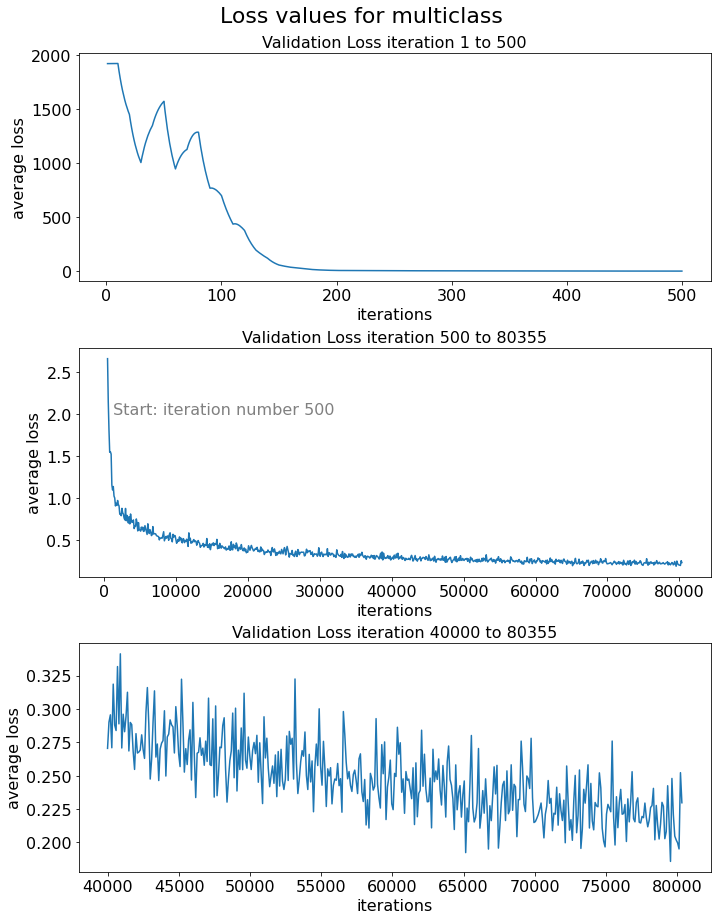 Loss values for multiclass
Validation Loss iteration 1 to 500
average loss
2000
1500
1000
500
0
0 100 200 300 400 500
iterations
Validation Loss iteration 500 to 80355
average loss
2.5
2.0
1.5
1.0
0.5
Start: iteration number 500
0 10000 20000 30000 40000 50000 60000 70000 80000
iterations
Validation Loss iteration 40000 to 80355
average loss
0.325
0.300
0.275
0.250
0.225
0.200
40000 45000 50000 55000 60000 65000 70000 75000 80000
iterations